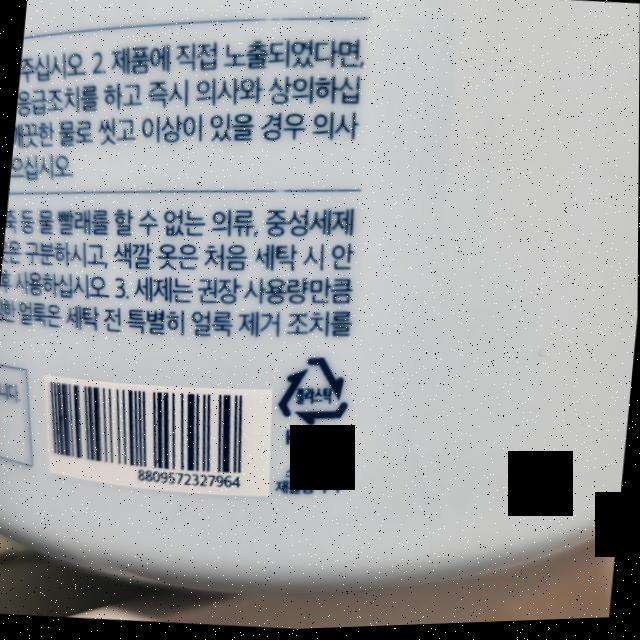 주십시오. 2. 제품에 직접 노출되었다면,
응급조치를 하고 즉시 의사와 상의하십
깨끗한 물로 씻고 이상이 있을 경우 의사
으십시오.
동 물 빨래를 할 수 없는 의류, 중성세제
구분하시고, 색깔 옷은 처음 세탁 시 안
사용하십시오. 3. 세제는 권장 사용량만큼
얼룩은 세탁 전 특별히 얼룩 제거 조치를
니다.
플라스틱
8809572327964